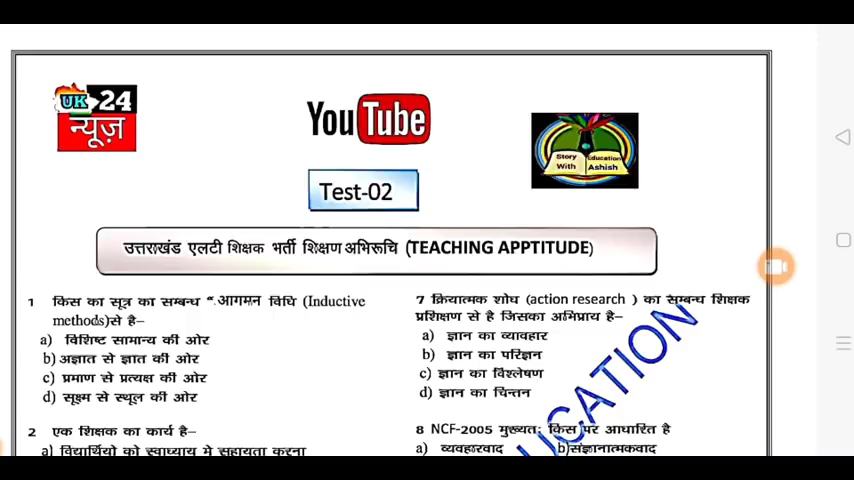 UK 24
न्यूज़
YouTube
Story Education
With Ashish
Test-02
उत्तराखंड एलटी शिक्षक भर्ती शिक्षण अभिरूचि (TEACHING APPTITUDE)
1 किस का सूत्र का सम्बन्ध “ आगमन विधि (Inductive
methods)से है–
a) विशिष्ट सामान्य की ओर
b) अज्ञात से ज्ञात की ओर
c) प्रमाण से प्रत्यक्ष की ओर
d) सूक्ष्म से स्थूल की ओर
2 एक शिक्षक का कार्य है–
a) विद्यार्थियो को स्वाध्याय मे सहायता करना
7 क्रियात्मक शोध (action research ) का सम्बन्ध शिक्षक
प्रशिक्षण से है जिसका अभिप्राय है–
a) ज्ञान का व्यावहार
b) ज्ञान का परिज्ञन
c) ज्ञान का विश्लेषण
d) ज्ञान का चिंन्तन
8 NCF-2005 मुख्यत: किस पर आधारित है
a) व्यवहारवाद b)संज्ञानात्मकवाद
UCATION